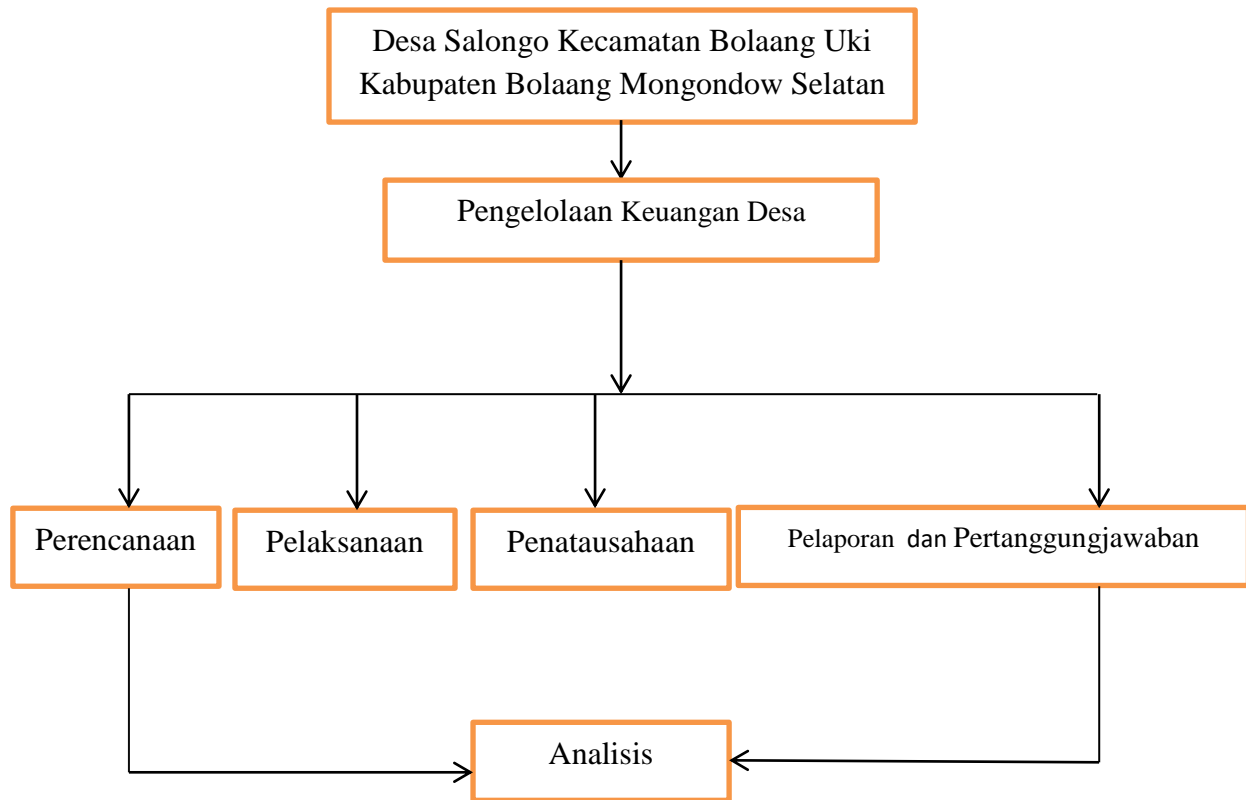 Desa Salongo Kecamatan Bolaang Uki
Kabupaten Bolaang Mongondow Selatan
Pengelolaan Keuangan Desa
Perencanaan
Pelaksanaan
Penatausahaan
Pelaporan dan Pertanggungjawaban
Analisis